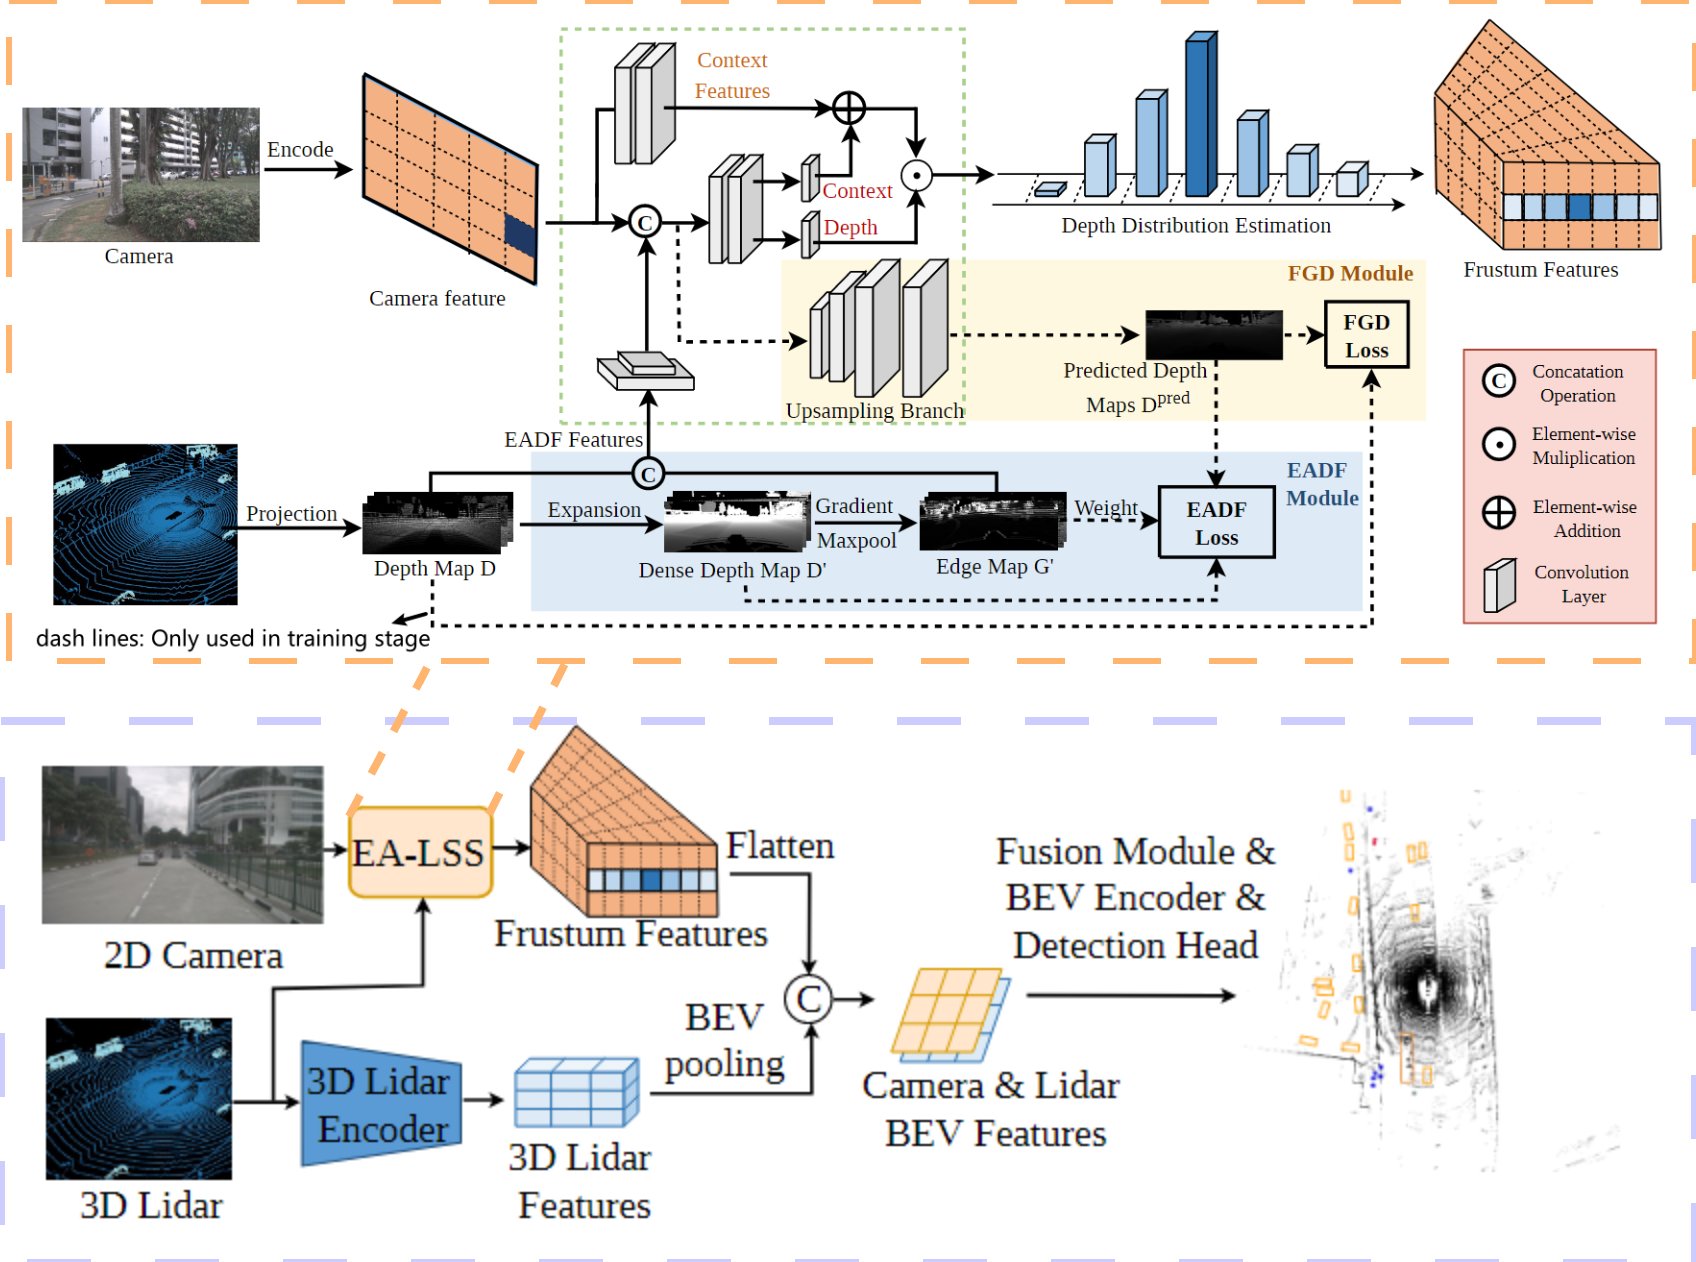 Context
Features
Encode
Camera
Camera feature
C
Context
Depth
Depth Distribution Estimation
Frustum Features
FGD Module
FGD
Loss
Predicted Depth
Maps Dpred
Upsampling Branch
EADF Features
C
EADF
Module
Projection
Depth Map D
Expansion
Dense Depth Map D'
Gradient
Maxpool
Edge Map G'
Weight
EADF
Loss
C
Concatation
Operation
Element-wise
Muliplication
Element-wise
Addition
Convolution
Layer
dash lines: Only used in training stage
2D Camera
EA-LSS
Frustum Features
Flatten
3D Lidar
3D Lidar
Encoder
3D Lidar
Features
BEV
pooling
C
Camera & Lidar
BEV Features
Fusion Module &
BEV Encoder &
Detection Head